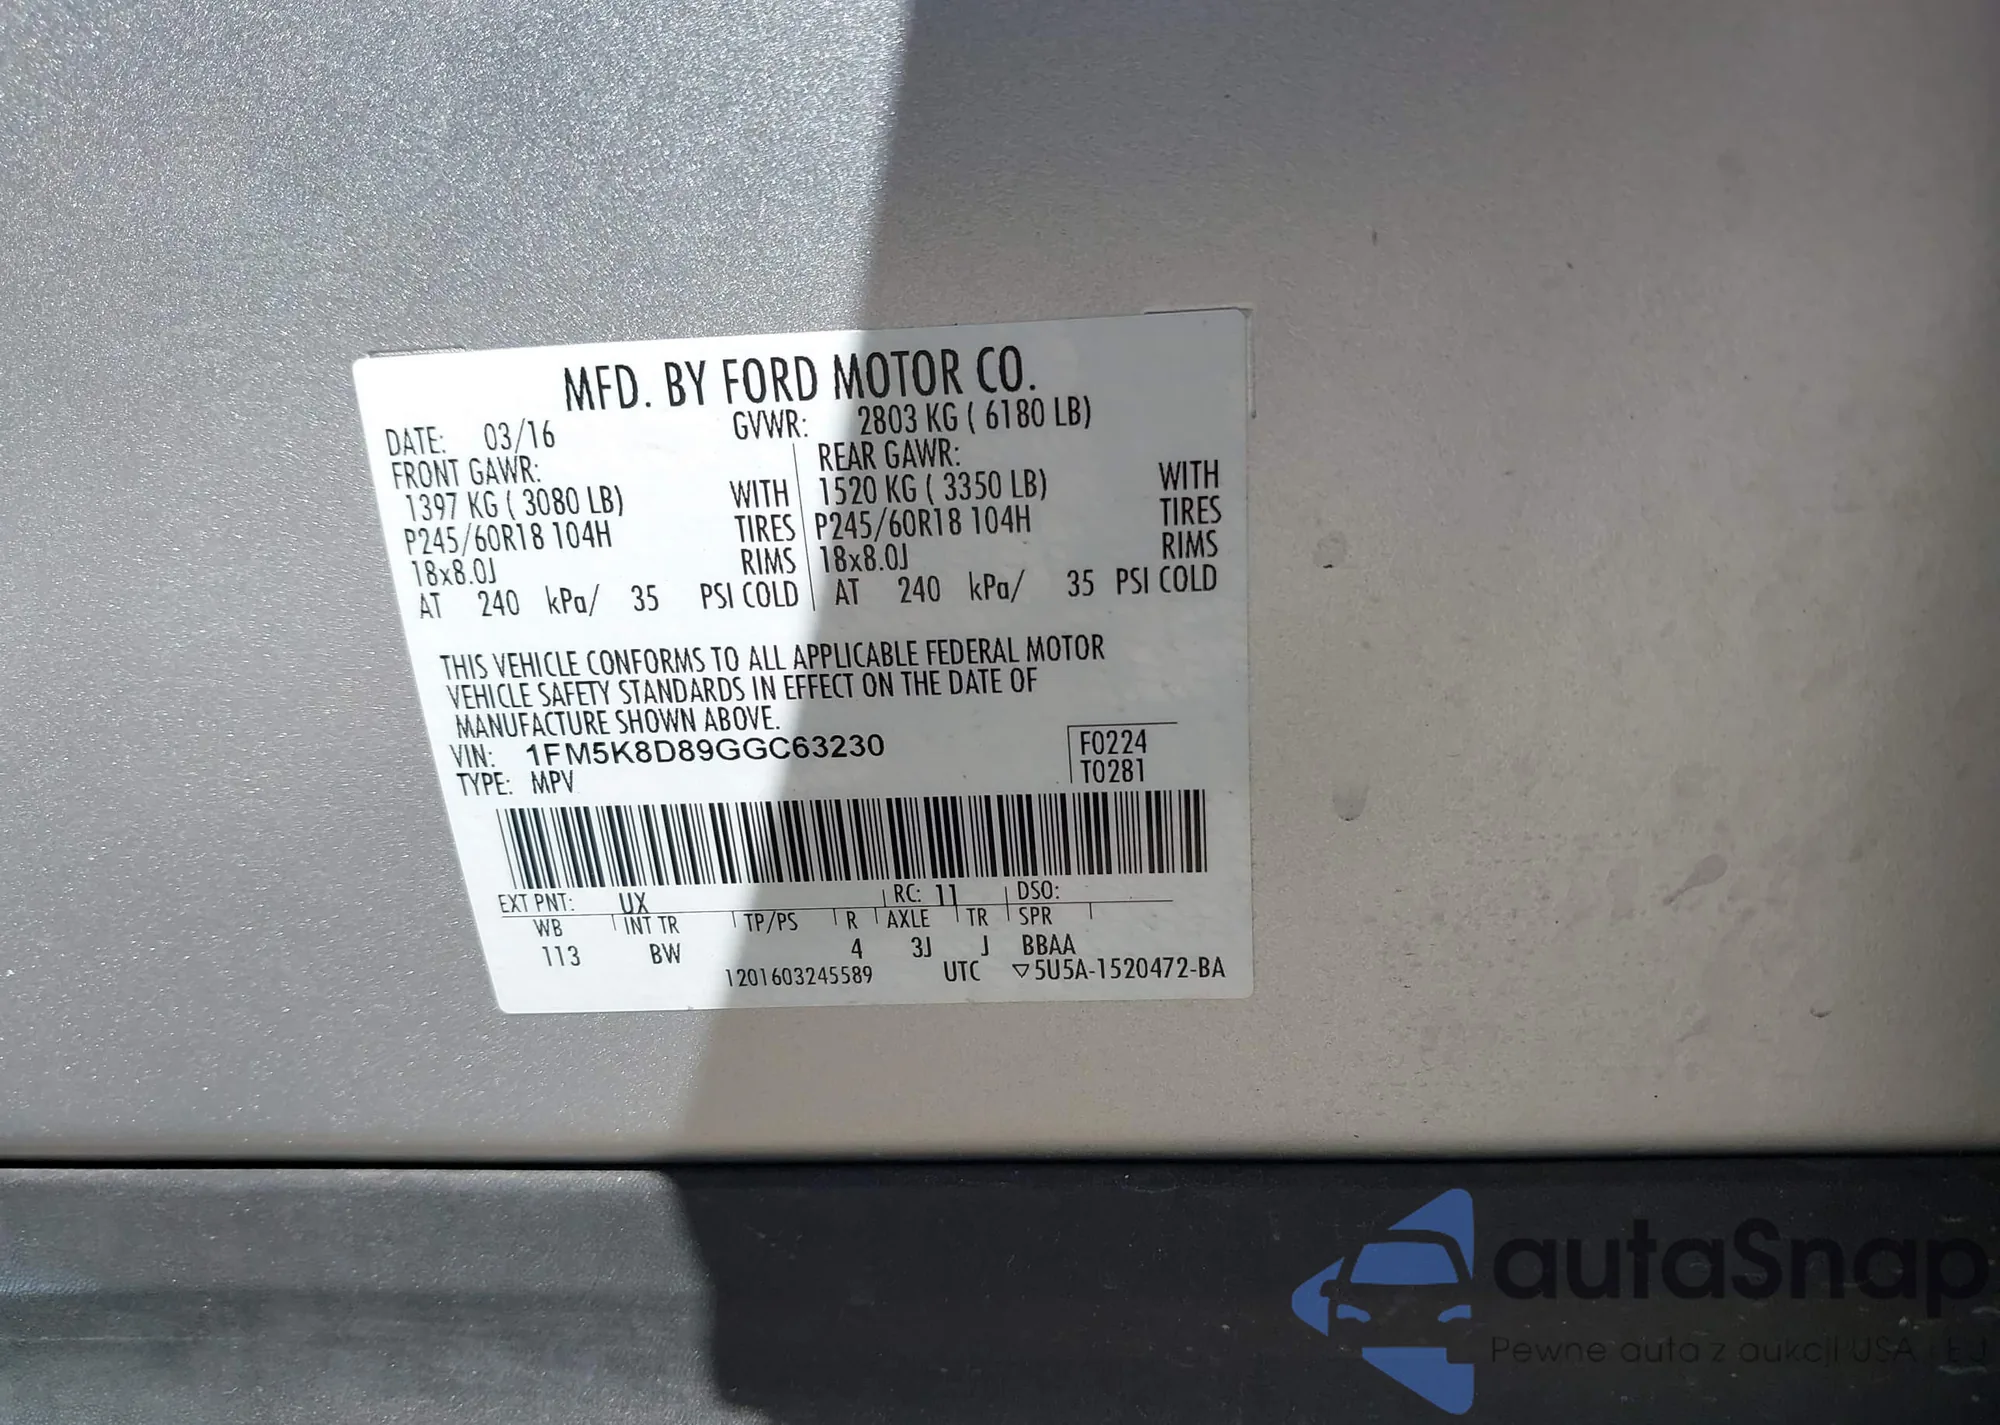 MFD. BY FORD MOTOR CO.
DATE: 03/16 GVWR: 2803 KG ( 6180 LB)
FRONT GAWR: REAR GAWR:
1397 KG ( 3080 LB) WITH 1520 KG ( 3350 LB) WITH
P245/60R18 104H TIRES P245/60R18 104H TIRES
18x8.0J RIMS 18x8.0J RIMS
AT 240 kPa/ 35 PSI COLD AT 240 kPa/ 35 PSI COLD
THIS VEHICLE CONFORMS TO ALL APPLICABLE FEDERAL MOTOR
VEHICLE SAFETY STANDARDS IN EFFECT ON THE DATE OF
MANUFACTURE SHOWN ABOVE.
VIN: 1FM5K8D89GGC63230 F0224
TYPE: MPV T0281
EXT PNT: UX RC: 11 DSO:
WB INT TR TP/PS R AXLE TR SPR
113 BW 4 3J J BBAA
1201603245589 UTC ▽5U5A-1520472-BA
autaSnap
Pewne auta z aukcji USA i EU